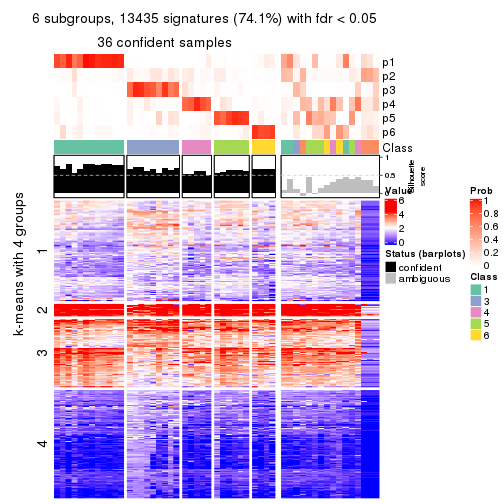 6 subgroups, 13435 signatures (74.1%) with fdr < 0.05
36 confident samples
p1
p2
p3
p4
p5
p6
Class
1
0.5
0
Silhouette
score
k-means with 4 groups
1
2
3
4
Value
6
4
2
0
Status (barplots)
confident
ambiguous
Prob
1
0.8
0.6
0.4
0.2
0
Class
1
3
4
5
6